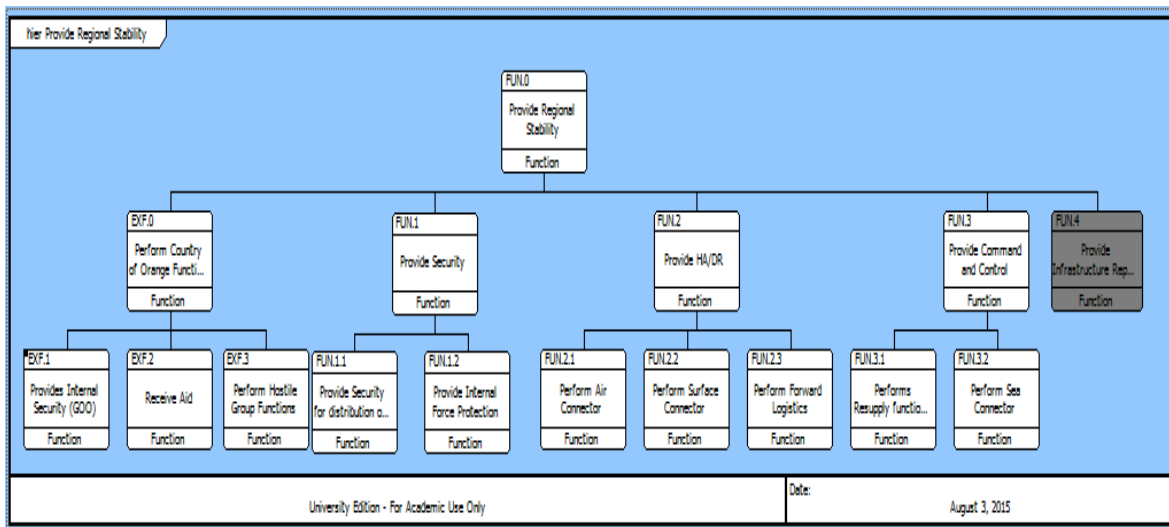 hier Provide Regional Stability
FUN.0
Provide Regional
Stability
Function
EXF.0
Perform Country
of Orange Functi...
Function
FUN.1
Provide Security
Function
FUN.2
Provide HA/DR
Function
FUN.3
Provide Command
and Control
Function
FUN.4
Provide
Infrastructure Rep...
Function
EXF.1
Provides Internal
Security (GOO)
Function
EXF.2
Receive Aid
Function
EXF.3
Perform Hostile
Group Functions
Function
FUN.1.1
Provide Security
for distribution o...
Function
FUN.1.2
Provide Internal
Force Protection
Function
FUN.2.1
Perform Air
Connector
Function
FUN.2.2
Perform Surface
Connector
Function
FUN.2.3
Perform Forward
Logistics
Function
FUN.3.1
Performs
Resupply functio...
Function
FUN.3.2
Perform Sea
Connector
Function
University Edition - For Academic Use Only
Date:
August 3, 2015